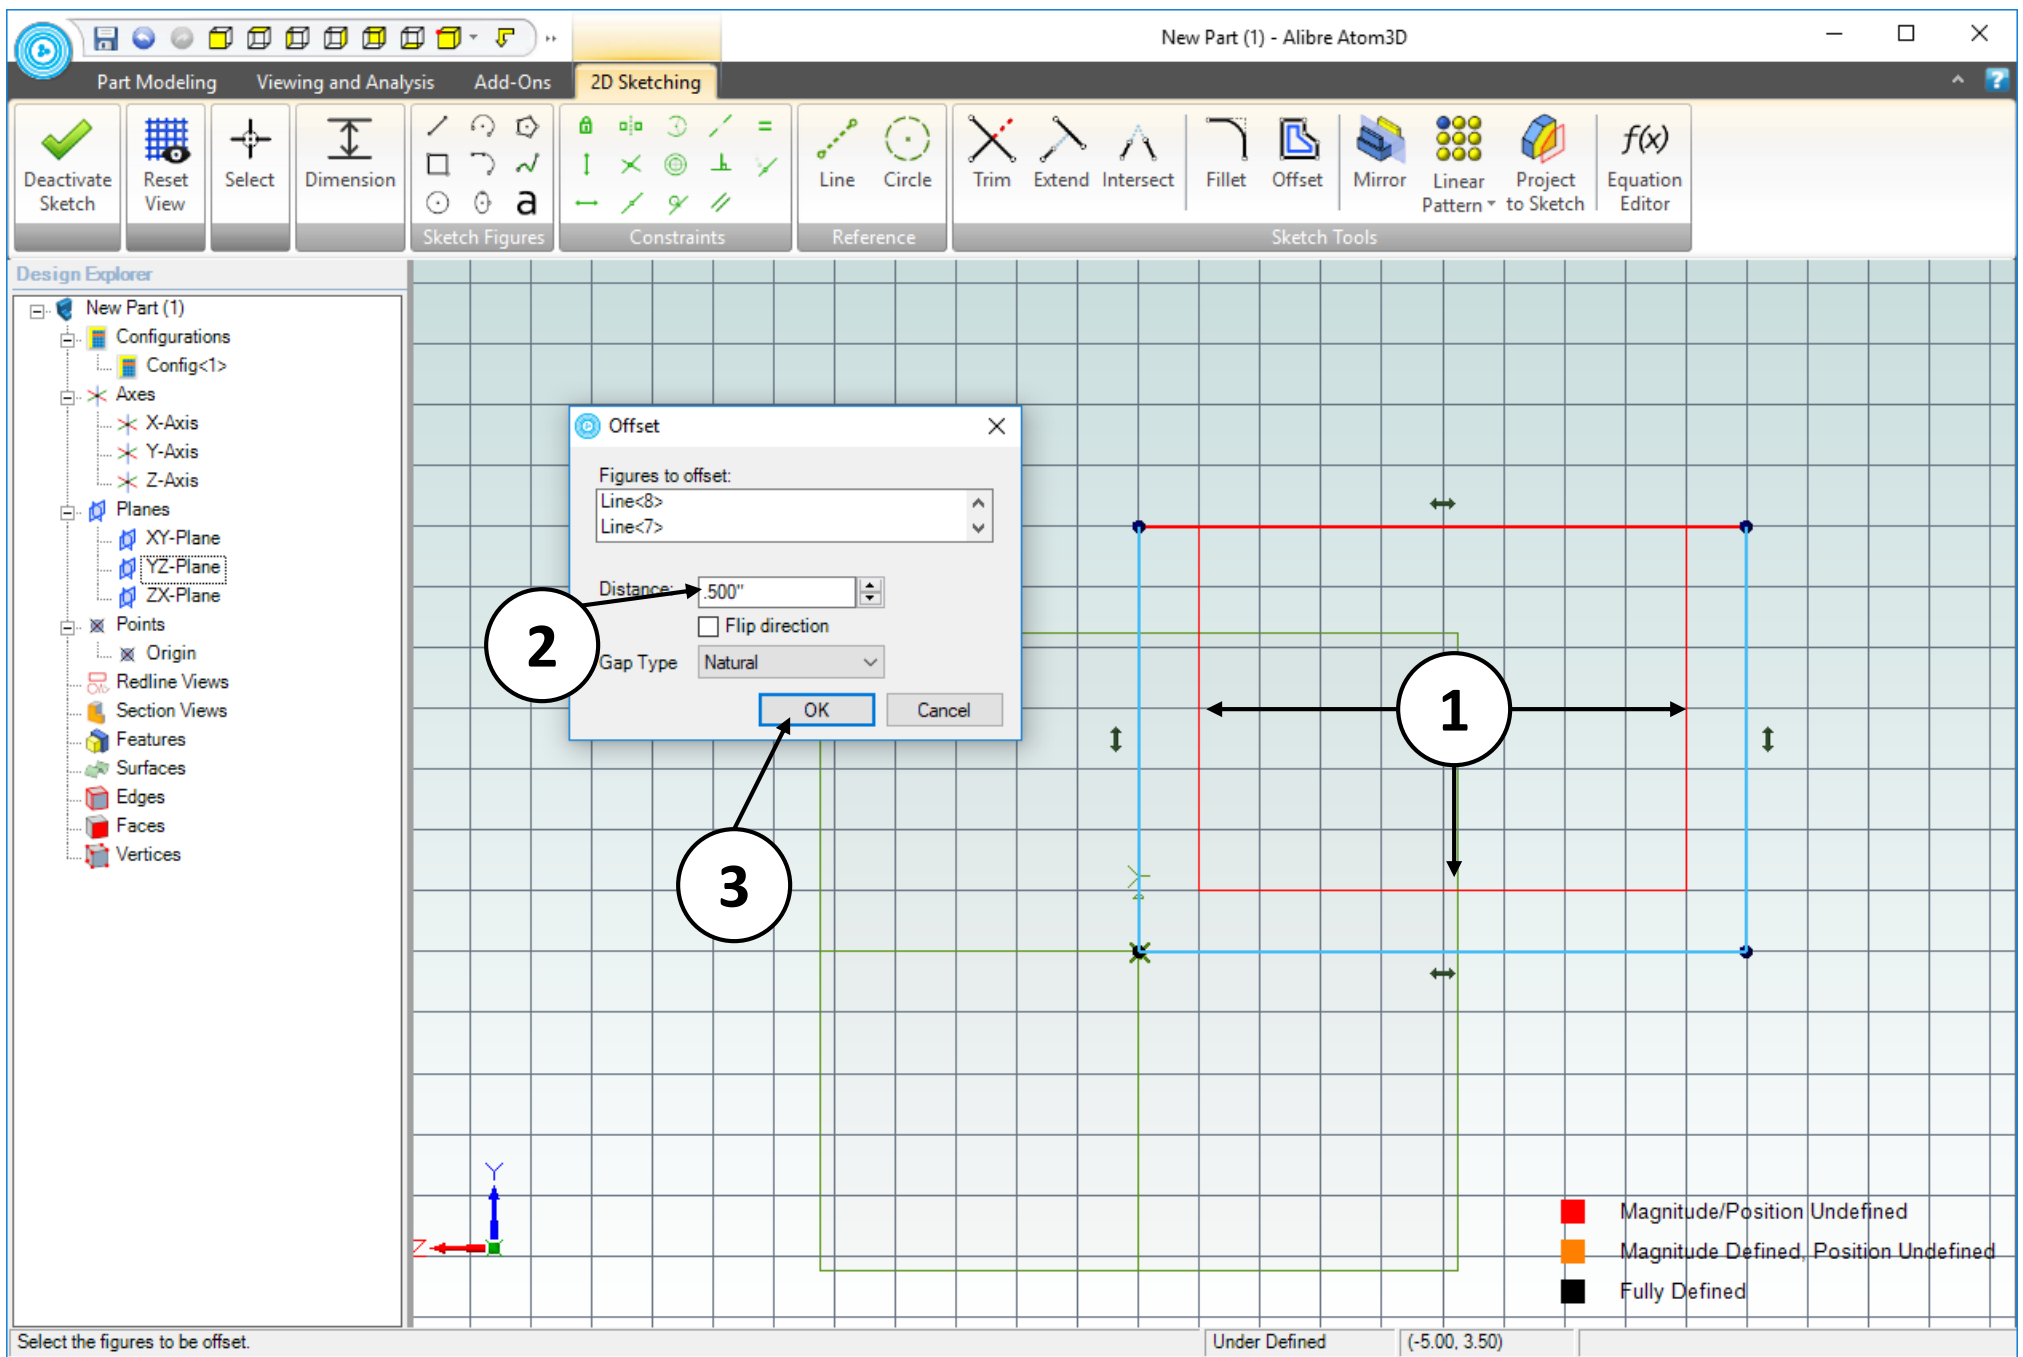 New Part (1) - Alibre Atom3D
Part Modeling Viewing and Analysis Add-Ons 2D Sketching
Deactivate Sketch
Reset View
Select
Dimension
a
Sketch Figures
Constraints
Line Circle
Reference
Trim Extend Intersect Fillet Offset Mirror Linear Pattern Project to Sketch
f(x)
Equation Editor
Sketch Tools
Design Explorer
New Part (1)
Configurations
Config<1>
Axes
X-Axis
Y-Axis
Z-Axis
Planes
XY-Plane
YZ-Plane
ZX-Plane
Points
Origin
Redline Views
Section Views
Features
Surfaces
Edges
Faces
Vertices
Offset
Figures to offset:
Line<8>
Line<7>
Distance: .500"
Flip direction
Gap Type Natural
OK Cancel
2
1
3
Y
Z
Magnitude/Position Undefined
Magnitude Defined, Position Undefined
Fully Defined
Select the figures to be offset. Under Defined (-5.00, 3.50)